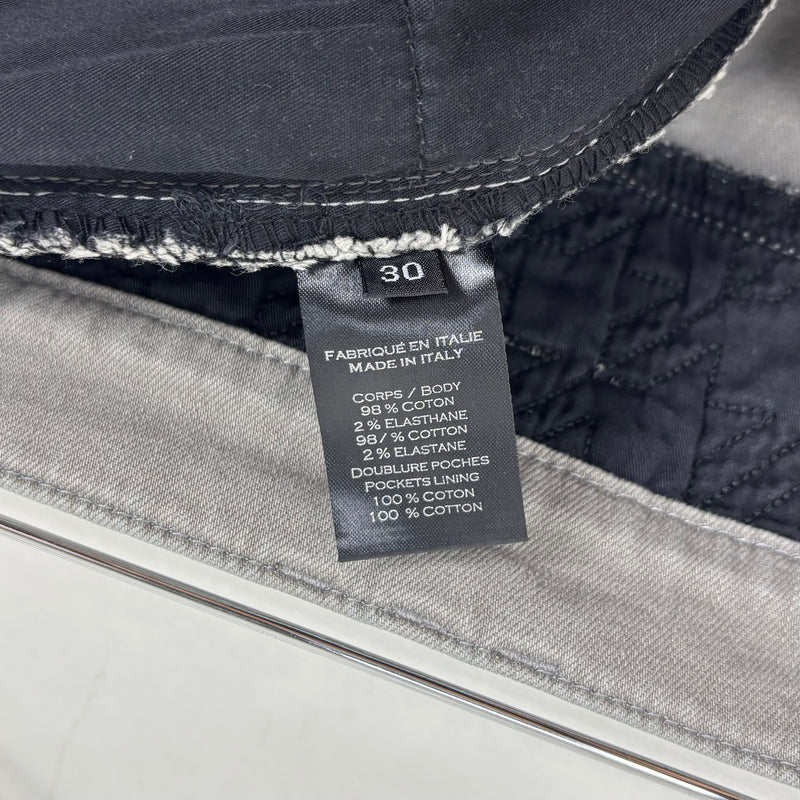 30
FABRIQUÉ EN ITALIE
MADE IN ITALY
CORPS / BODY
98 % COTON
2 % ELASTHANE
98/ % COTTON
2 % ELASTANE
DOUBLURE POCHES
POCKETS LINING
100 % COTON
100 % COTTON